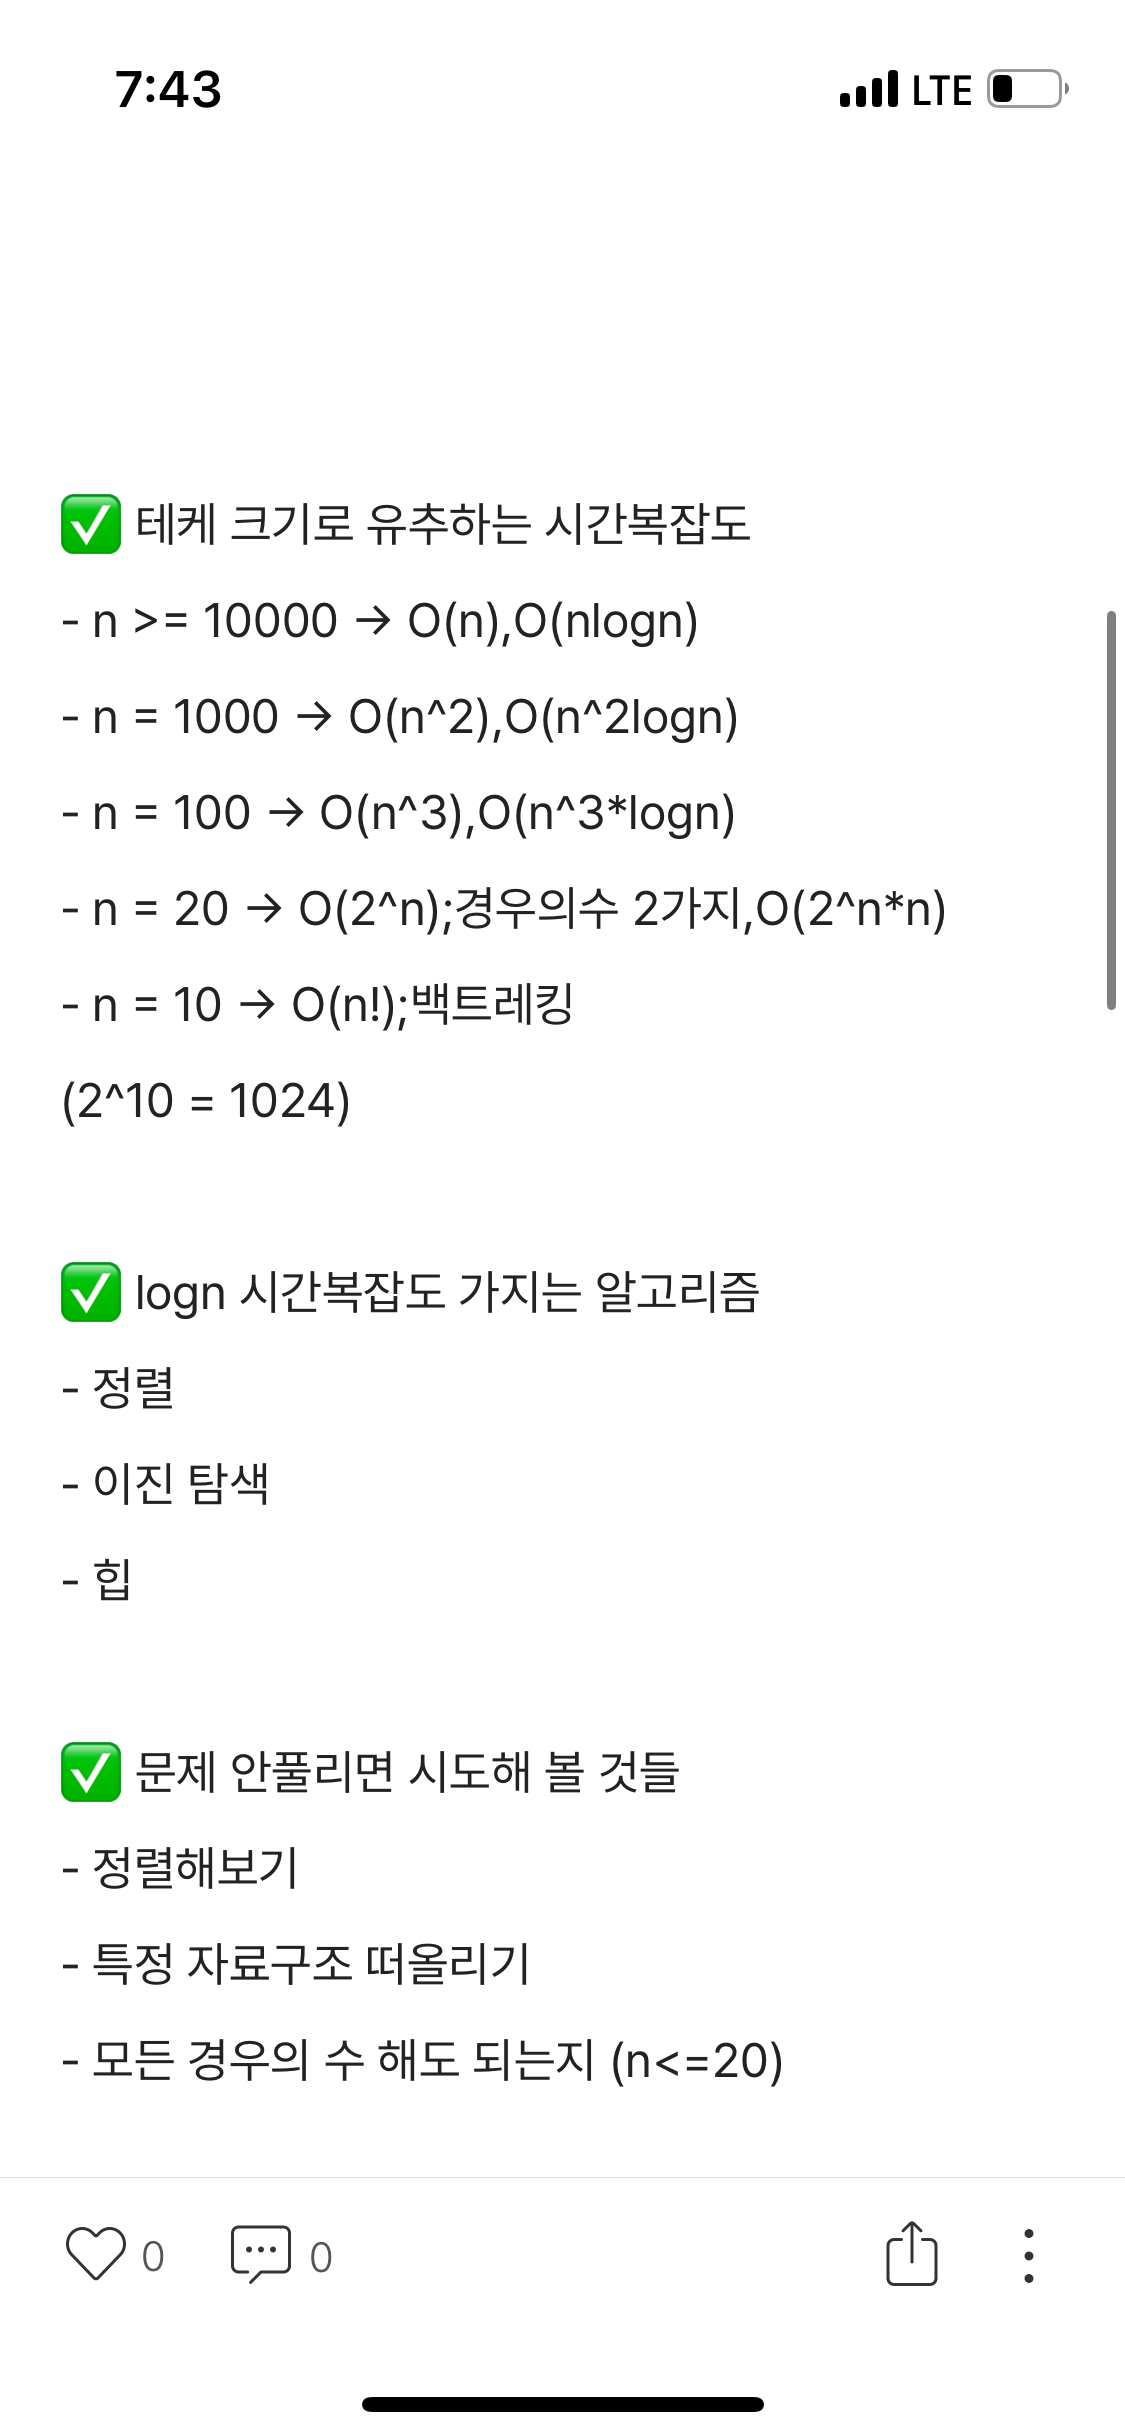 7:43
LTE
✅ 테케 크기로 유추하는 시간복잡도
- n >= 10000 → O(n),O(nlogn)
- n = 1000 → O(n^2),O(n^2logn)
- n = 100 → O(n^3),O(n^3*logn)
- n = 20 → O(2^n);경우의수 2가지,O(2^n*n)
- n = 10 → O(n!);백트레킹
(2^10 = 1024)
✅ logn 시간복잡도 가지는 알고리즘
- 정렬
- 이진 탐색
- 힙
✅ 문제 안풀리면 시도해 볼 것들
- 정렬해보기
- 특정 자료구조 떠올리기
- 모든 경우의 수 해도 되는지 (n<=20)
0
0